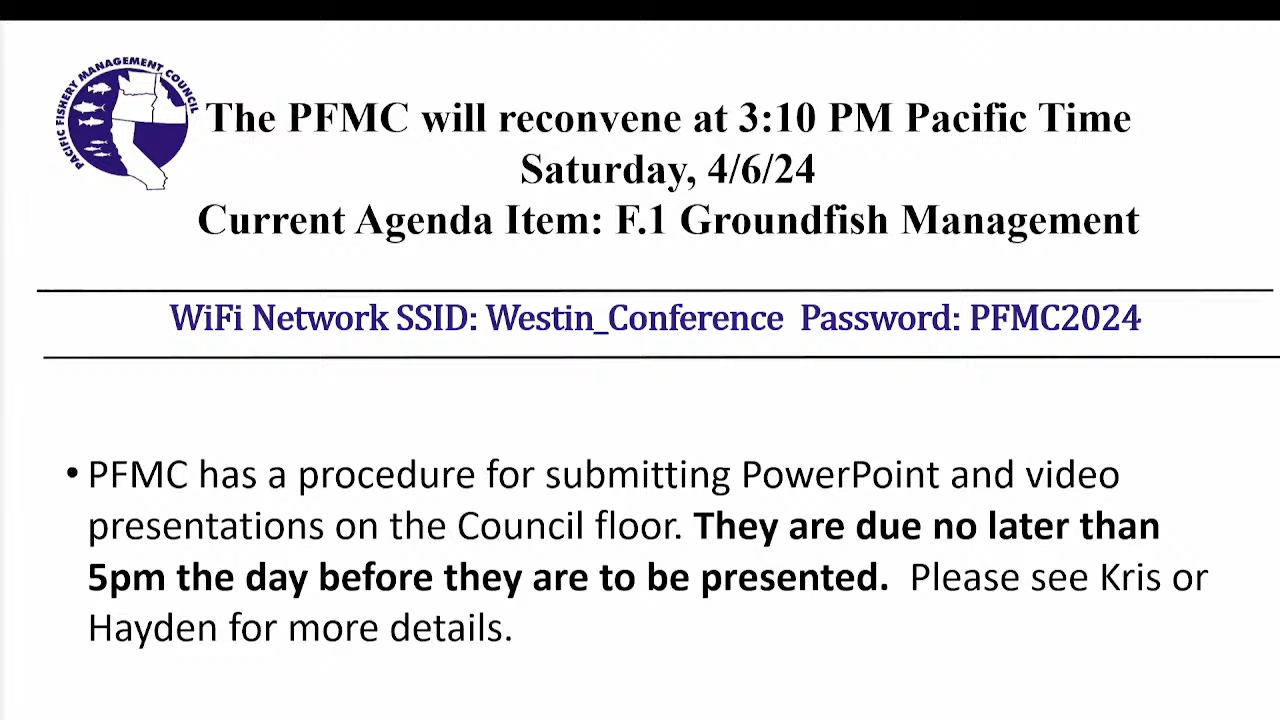 PACIFIC FISHERY MANAGEMENT COUNCIL
The PFMC will reconvene at 3:10 PM Pacific Time
Saturday, 4/6/24
Current Agenda Item: F.1 Groundfish Management
WiFi Network SSID: Westin_Conference  Password: PFMC2024
• PFMC has a procedure for submitting PowerPoint and video
presentations on the Council floor. They are due no later than
5pm the day before they are to be presented.  Please see Kris or
Hayden for more details.